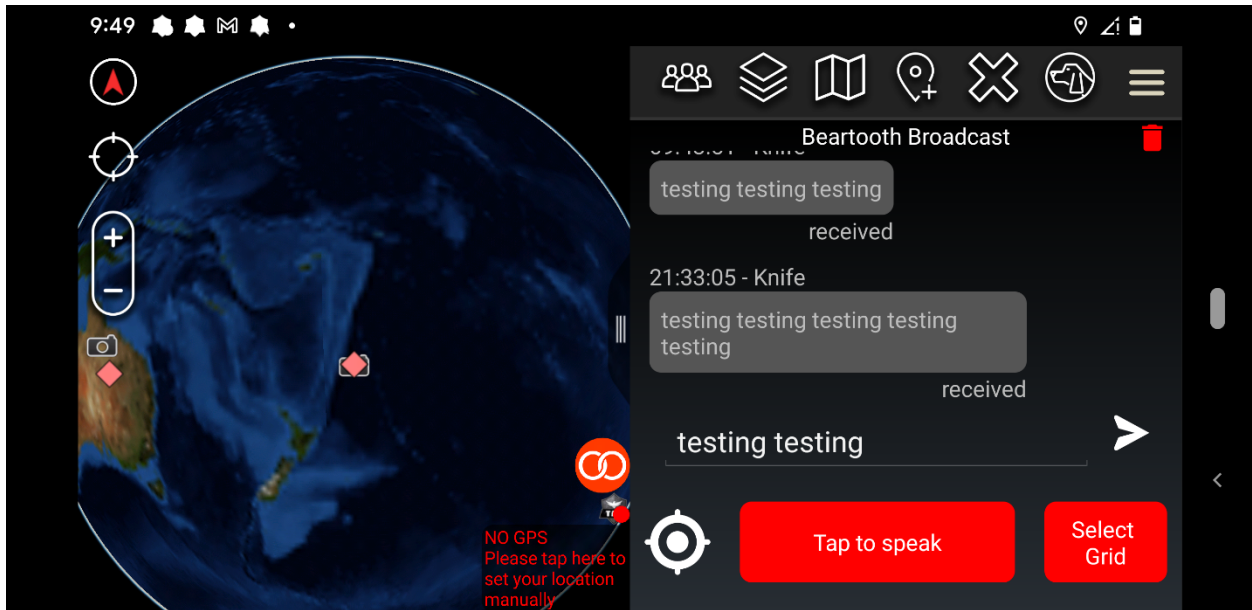 9:49
Beartooth Broadcast
testing testing testing
received
21:33:05 - Knife
testing testing testing testing
testing
received
testing testing
NO GPS
Please tap here to
set your location
manually
Tap to speak
Select
Grid